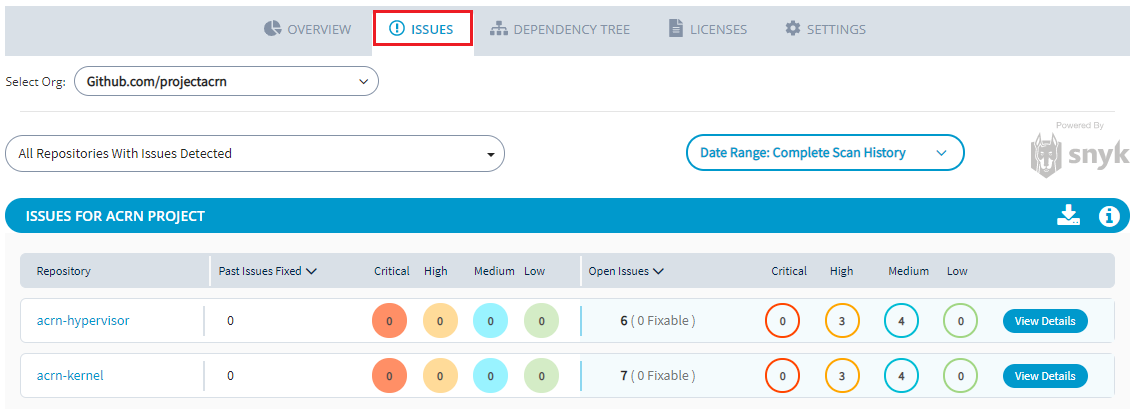 OVERVIEW ISSUES DEPENDENCY TREE LICENSES SETTINGS
Select Org: Github.com/projectacrn
Powered By
All Repositories With Issues Detected Date Range: Complete Scan History snyk
ISSUES FOR ACRN PROJECT
Repository Past Issues Fixed Critical High Medium Low Open Issues Critical High Medium Low
acrn-hypervisor 0 0 0 0 0 6 ( 0 Fixable ) 0 3 4 0 View Details
acrn-kernel 0 0 0 0 0 7 ( 0 Fixable ) 0 3 4 0 View Details